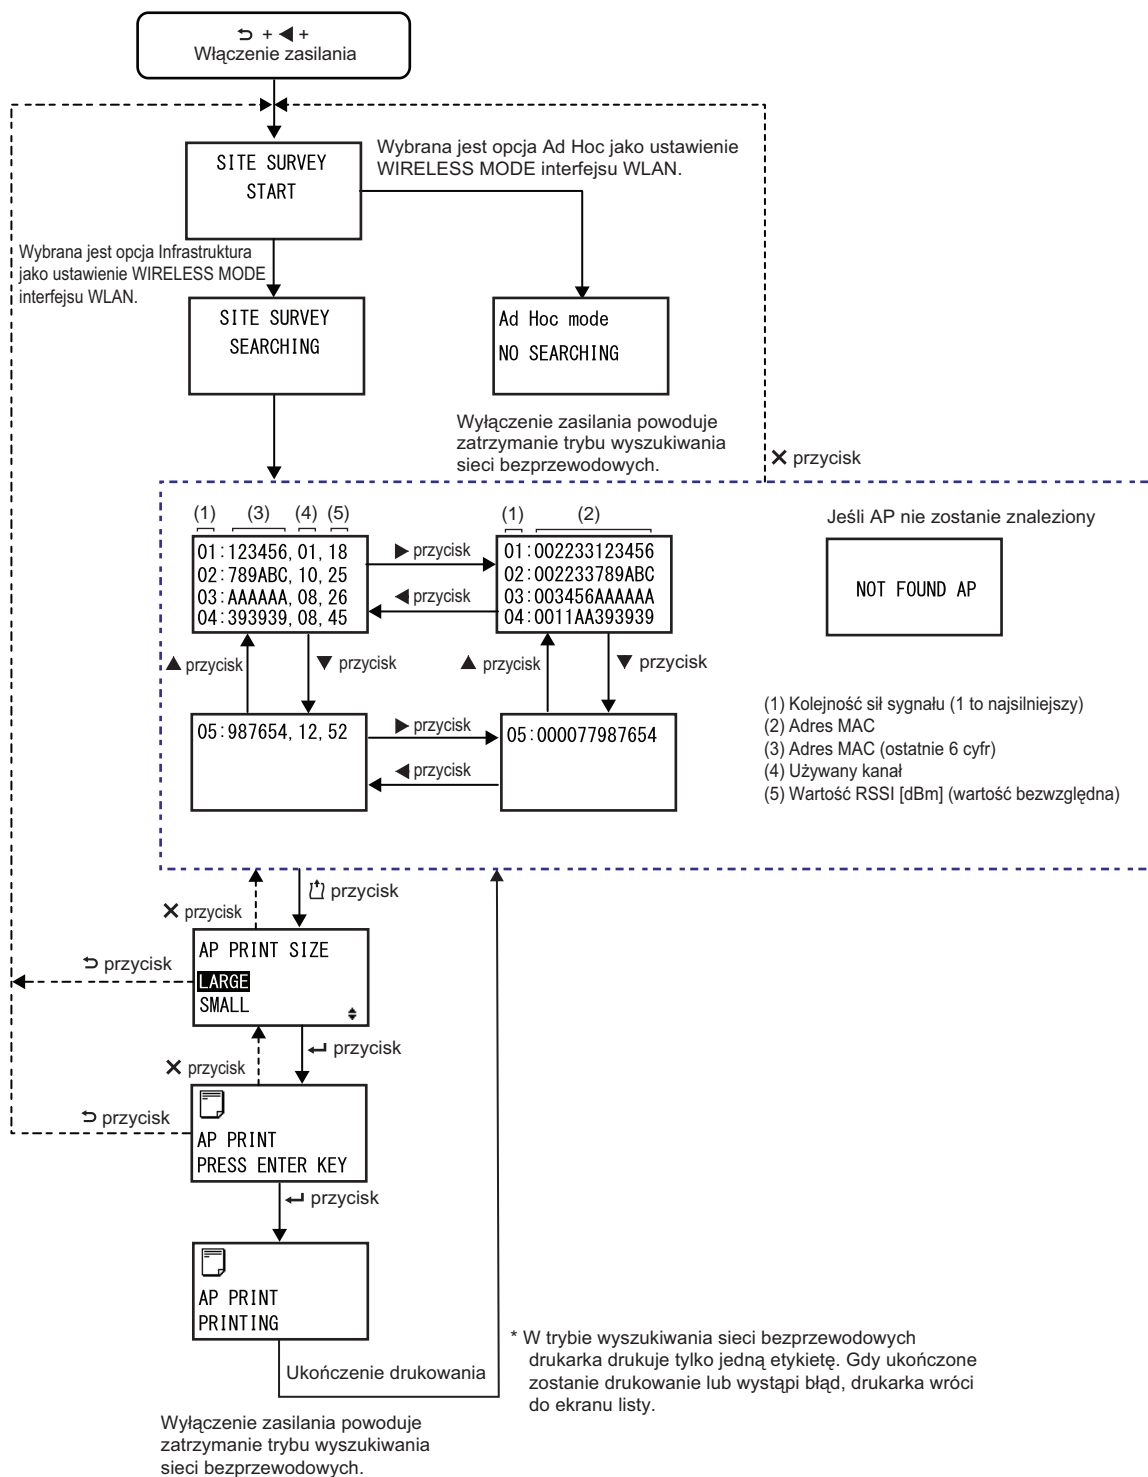 ⮌ + ◀ +
Włączenie zasilania
SITE SURVEY
START
Wybrana jest opcja Ad Hoc jako ustawienie
WIRELESS MODE interfejsu WLAN.
Wybrana jest opcja Infrastruktura
jako ustawienie WIRELESS MODE
interfejsu WLAN.
SITE SURVEY
SEARCHING
Ad Hoc mode
NO SEARCHING
Wyłączenie zasilania powoduje
zatrzymanie trybu wyszukiwania
sieci bezprzewodowych.
✕ przycisk
(1) (3) (4) (5)
01:123456,01,18
02:789ABC,10,25
03:AAAAAA,08,26
04:393939,08,45
▶ przycisk
◀ przycisk
(1) (2)
01:002233123456
02:002233789ABC
03:003456AAAAAA
04:0011AA393939
Jeśli AP nie zostanie znaleziony
NOT FOUND AP
▲ przycisk
▼ przycisk
▲ przycisk
▼ przycisk
05:987654,12,52
▶ przycisk
◀ przycisk
05:000077987654
(1) Kolejność sił sygnału (1 to najsilniejszy)
(2) Adres MAC
(3) Adres MAC (ostatnie 6 cyfr)
(4) Używany kanał
(5) Wartość RSSI [dBm] (wartość bezwzględna)
przycisk
✕ przycisk
AP PRINT SIZE
LARGE
SMALL
⮌ przycisk
↵ przycisk
✕ przycisk
⮌ przycisk
AP PRINT
PRESS ENTER KEY
↵ przycisk
AP PRINT
PRINTING
Ukończenie drukowania
* W trybie wyszukiwania sieci bezprzewodowych
drukarka drukuje tylko jedną etykietę. Gdy ukończone
zostanie drukowanie lub wystąpi błąd, drukarka wróci
do ekranu listy.
Wyłączenie zasilania powoduje
zatrzymanie trybu wyszukiwania
sieci bezprzewodowych.